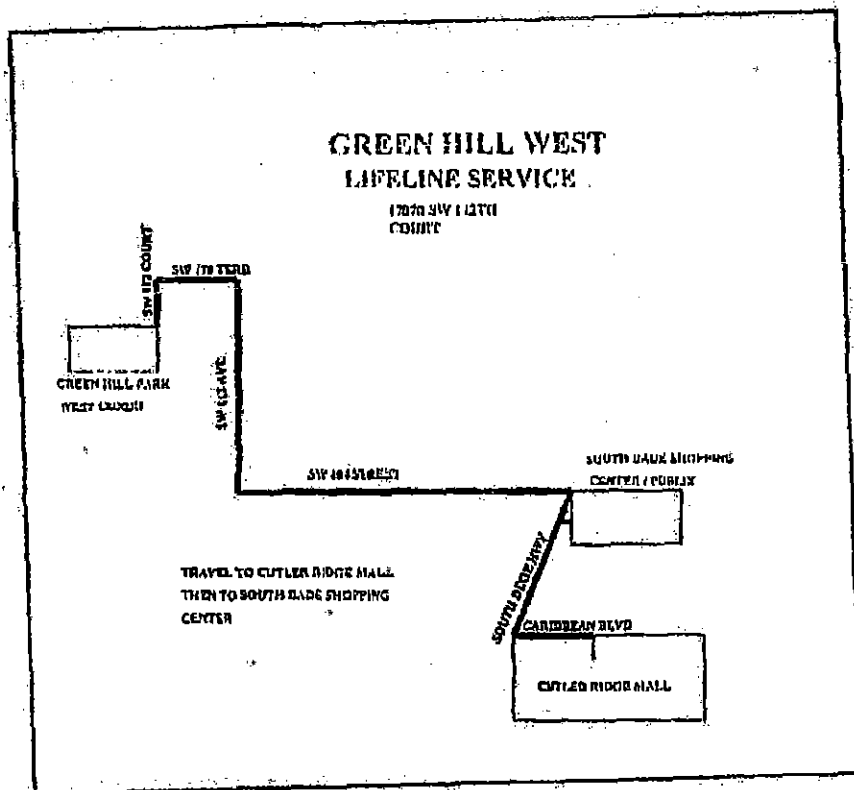 GREEN HILL WEST
LIFELINE SERVICE
COURT
SW 112 COURT
SW 178 TERR
GREEN HILL PARK
WEST
SW AVE.
SW 184 STREET
SOUTH DADE SHOPPING
CENTER / PUBLIX
TRAVEL TO CUTLER RIDGE MALL
THEN TO SOUTH DADE SHOPPING
CENTER
SOUTH DIXIE HWY
CARIBBEAN BLVD
CUTLER RIDGE MALL